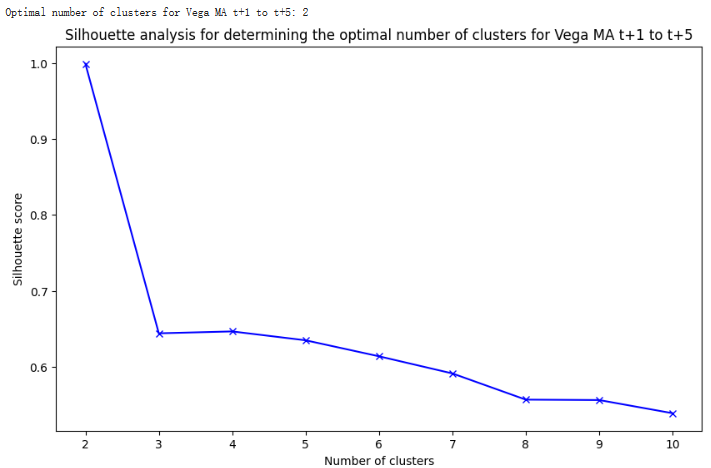 Optimal number of clusters for Vega MA t+1 to t+5: 2
Silhouette analysis for determining the optimal number of clusters for Vega MA t+1 to t+5
1.0
0.9
0.8
0.7
0.6
Silhouette score
2 3 4 5 6 7 8 9 10
Number of clusters